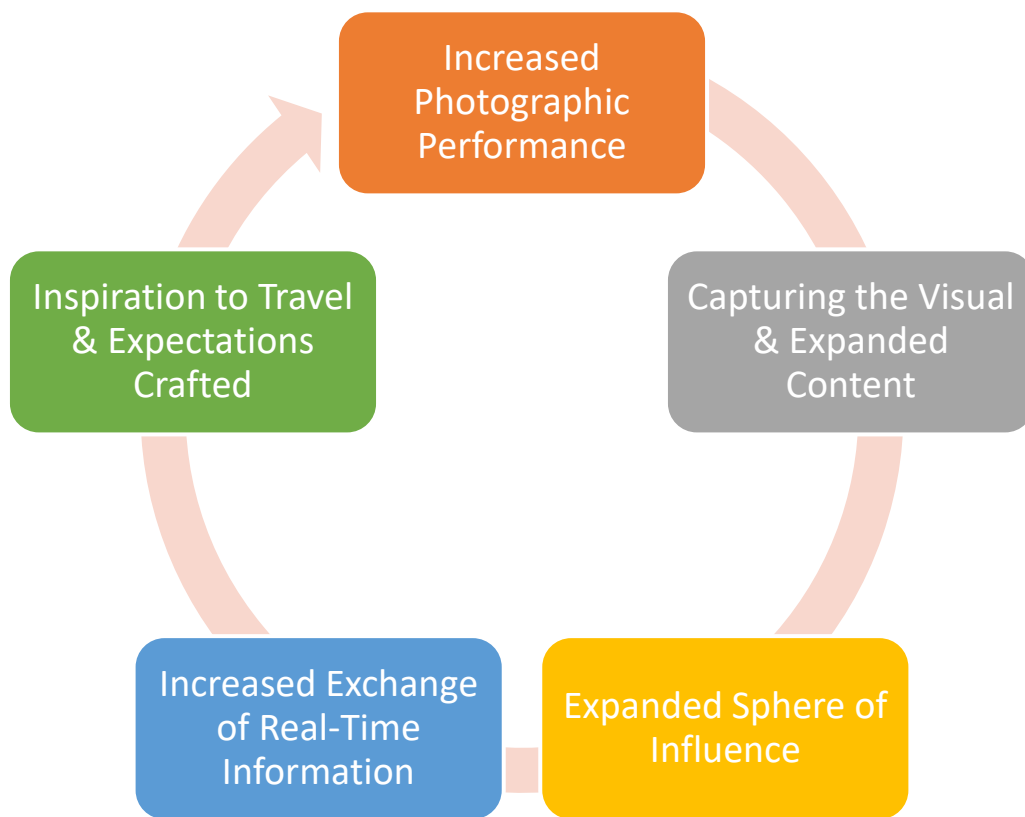 Increased
Photographic
Performance
Capturing the Visual
& Expanded
Content
Expanded Sphere of
Influence
Increased Exchange
of Real-Time
Information
Inspiration to Travel
& Expectations
Crafted